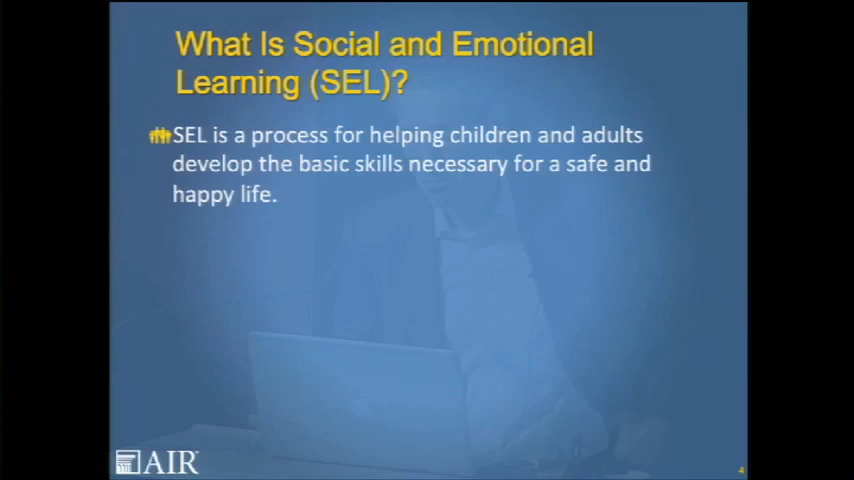 What Is Social and Emotional
Learning (SEL)?
SEL is a process for helping children and adults
develop the basic skills necessary for a safe and
happy life.
AIR
4